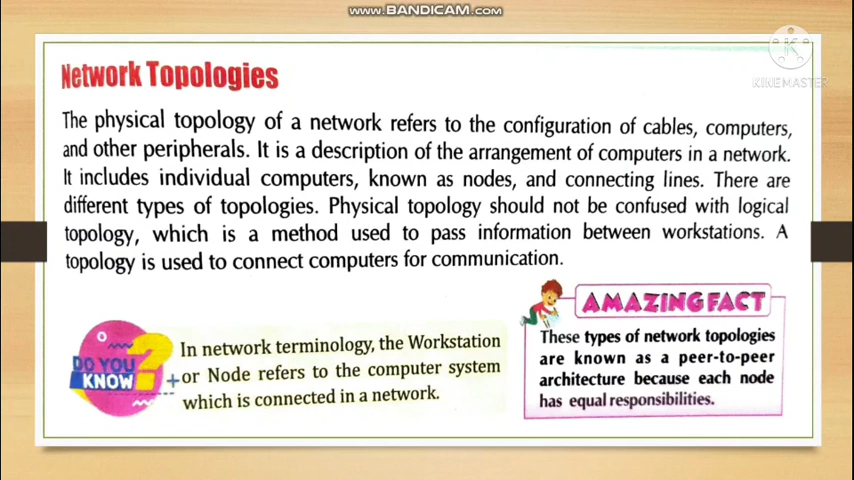 WWW.BANDICAM.COM
KINEMASTER
Network Topologies
The physical topology of a network refers to the configuration of cables, computers,
and other peripherals. It is a description of the arrangement of computers in a network.
It includes individual computers, known as nodes, and connecting lines. There are
different types of topologies. Physical topology should not be confused with logical
topology, which is a method used to pass information between workstations. A
topology is used to connect computers for communication.
DO YOU
KNOW
In network terminology, the Workstation
or Node refers to the computer system
which is connected in a network.
AMAZING FACT
These types of network topologies
are known as a peer-to-peer
architecture because each node
has equal responsibilities.